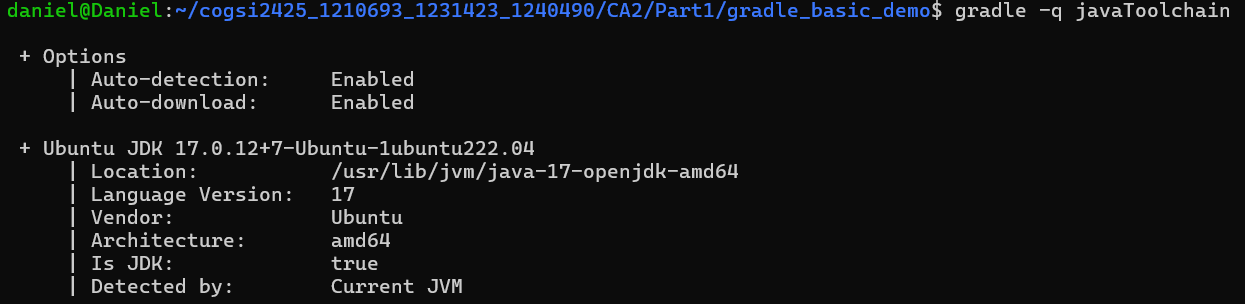 daniel@Daniel:~/cogsi2425_1210693_1231423_1240490/CA2/Part1/gradle_basic_demo$ gradle -q javaToolchain
+ Options
| Auto-detection: Enabled
| Auto-download: Enabled
+ Ubuntu JDK 17.0.12+7-Ubuntu-1ubuntu222.04
| Location: /usr/lib/jvm/java-17-openjdk-amd64
| Language Version: 17
| Vendor: Ubuntu
| Architecture: amd64
| Is JDK: true
| Detected by: Current JVM